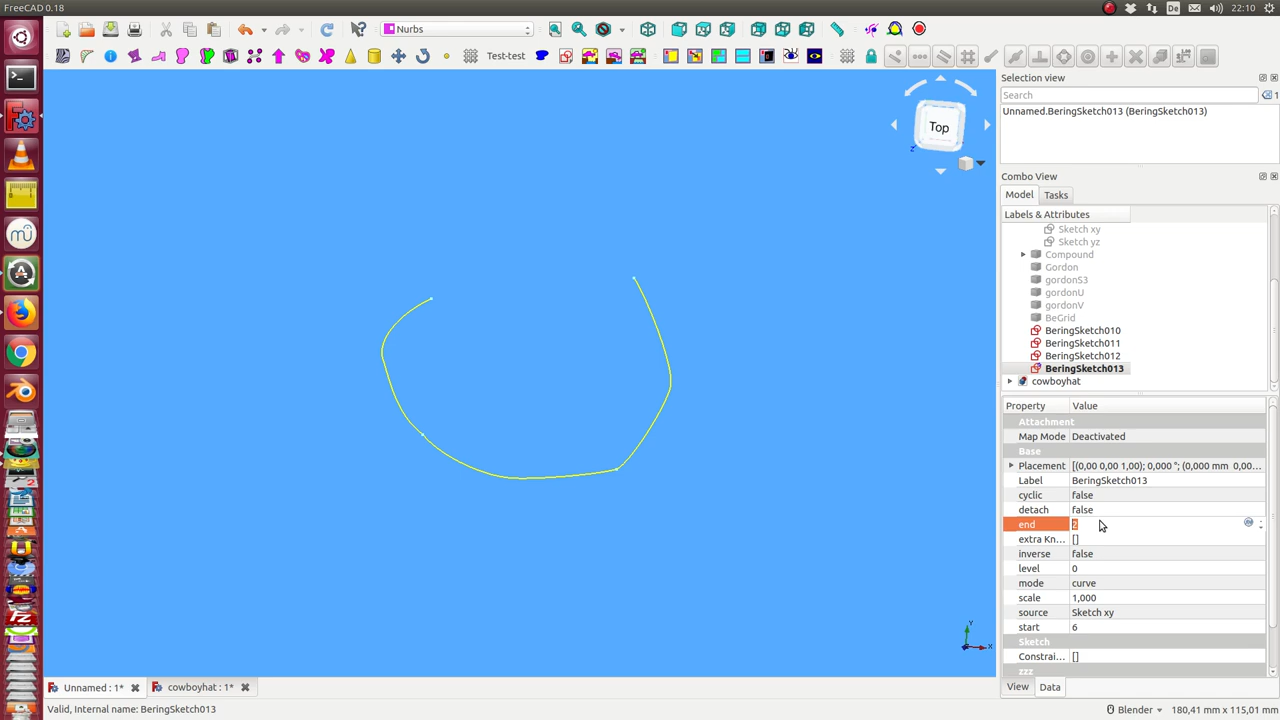 FreeCAD 0.18
De
22:10
Nurbs
Test-test
Selection view
Search
1
Unnamed.BeringSketch013 (BeringSketch013)
Top
Z
Combo View
Model
Tasks
Labels & Attributes
Sketch xy
Sketch yz
Compound
Gordon
gordonS3
gordonU
gordonV
BeGrid
BeringSketch010
BeringSketch011
BeringSketch012
BeringSketch013
cowboyhat
Property Value
Attachment
Map Mode Deactivated
Base
Placement [(0,00 0,00 1,00); 0,000 °; (0,000 mm 0,00...
Label BeringSketch013
cyclic false
detach false
end 2
extra Kn... []
inverse false
level 0
mode curve
scale 1,000
source Sketch xy
start 6
Sketch
Constrai... []
zzz
View
Data
Y
X
Unnamed : 1*
cowboyhat : 1*
Valid, Internal name: BeringSketch013
Blender
180,41 mm x 115,01 mm